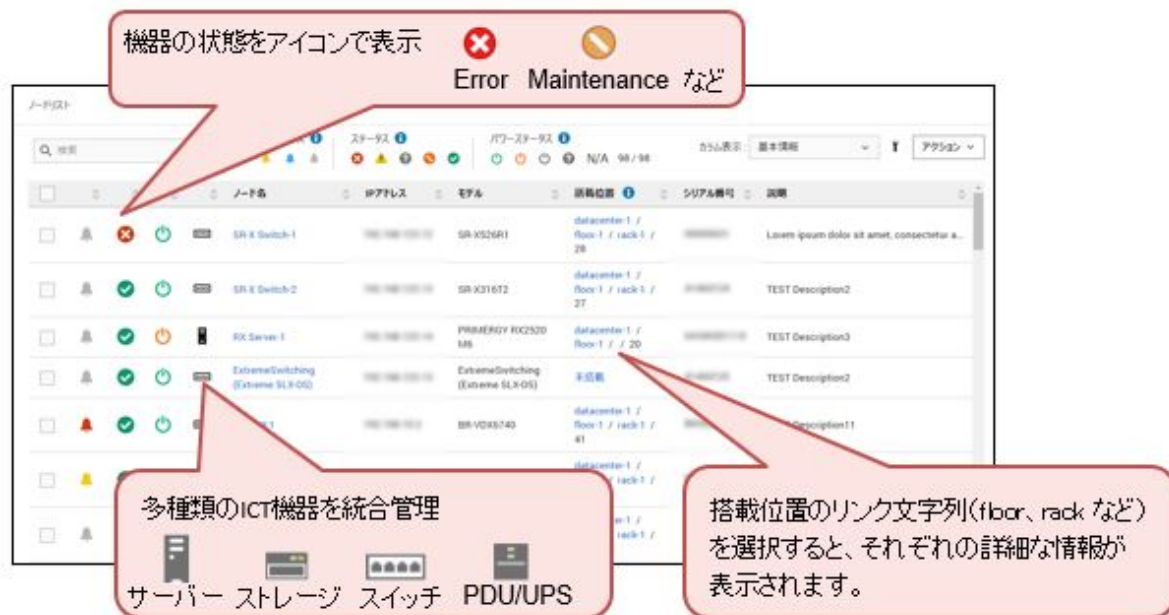 機器の状態をアイコンで表示
Error Maintenance など
ノードリスト
検索
ステータス
パワーステータス
N/A 98 / 98
カラム表示: 基本情報
アクション
ノード名 IPアドレス モデル 搭載位置 シリアル番号 説明
SR-X Switch-1 SR-X526R1 datacenter-1 / floor-1 / rack-1 / 28 Lorem ipsum dolor sit amet, consectetur a...
SR-X Switch-2 SR-X316T2 datacenter-1 / floor-1 / rack-1 / 27 TEST Description2
RX Server-1 PRIMERGY RX2520 M6 datacenter-1 / floor-1 / / 20 TEST Description3
ExtremeSwitching (Extreme SLX-OS) ExtremeSwitching (Extreme SLX-OS) 未搭載 TEST Description2
BR-VDX6740 datacenter-1 / floor-1 / rack-1 / 41 Description11
datacenter-1 /
rack-1 /
rack-1 /
多種類のICT機器を統合管理
サーバー ストレージ スイッチ PDU/UPS
搭載位置のリンク文字列(floor、rack など)
を選択すると、それぞれの詳細な情報が
表示されます。